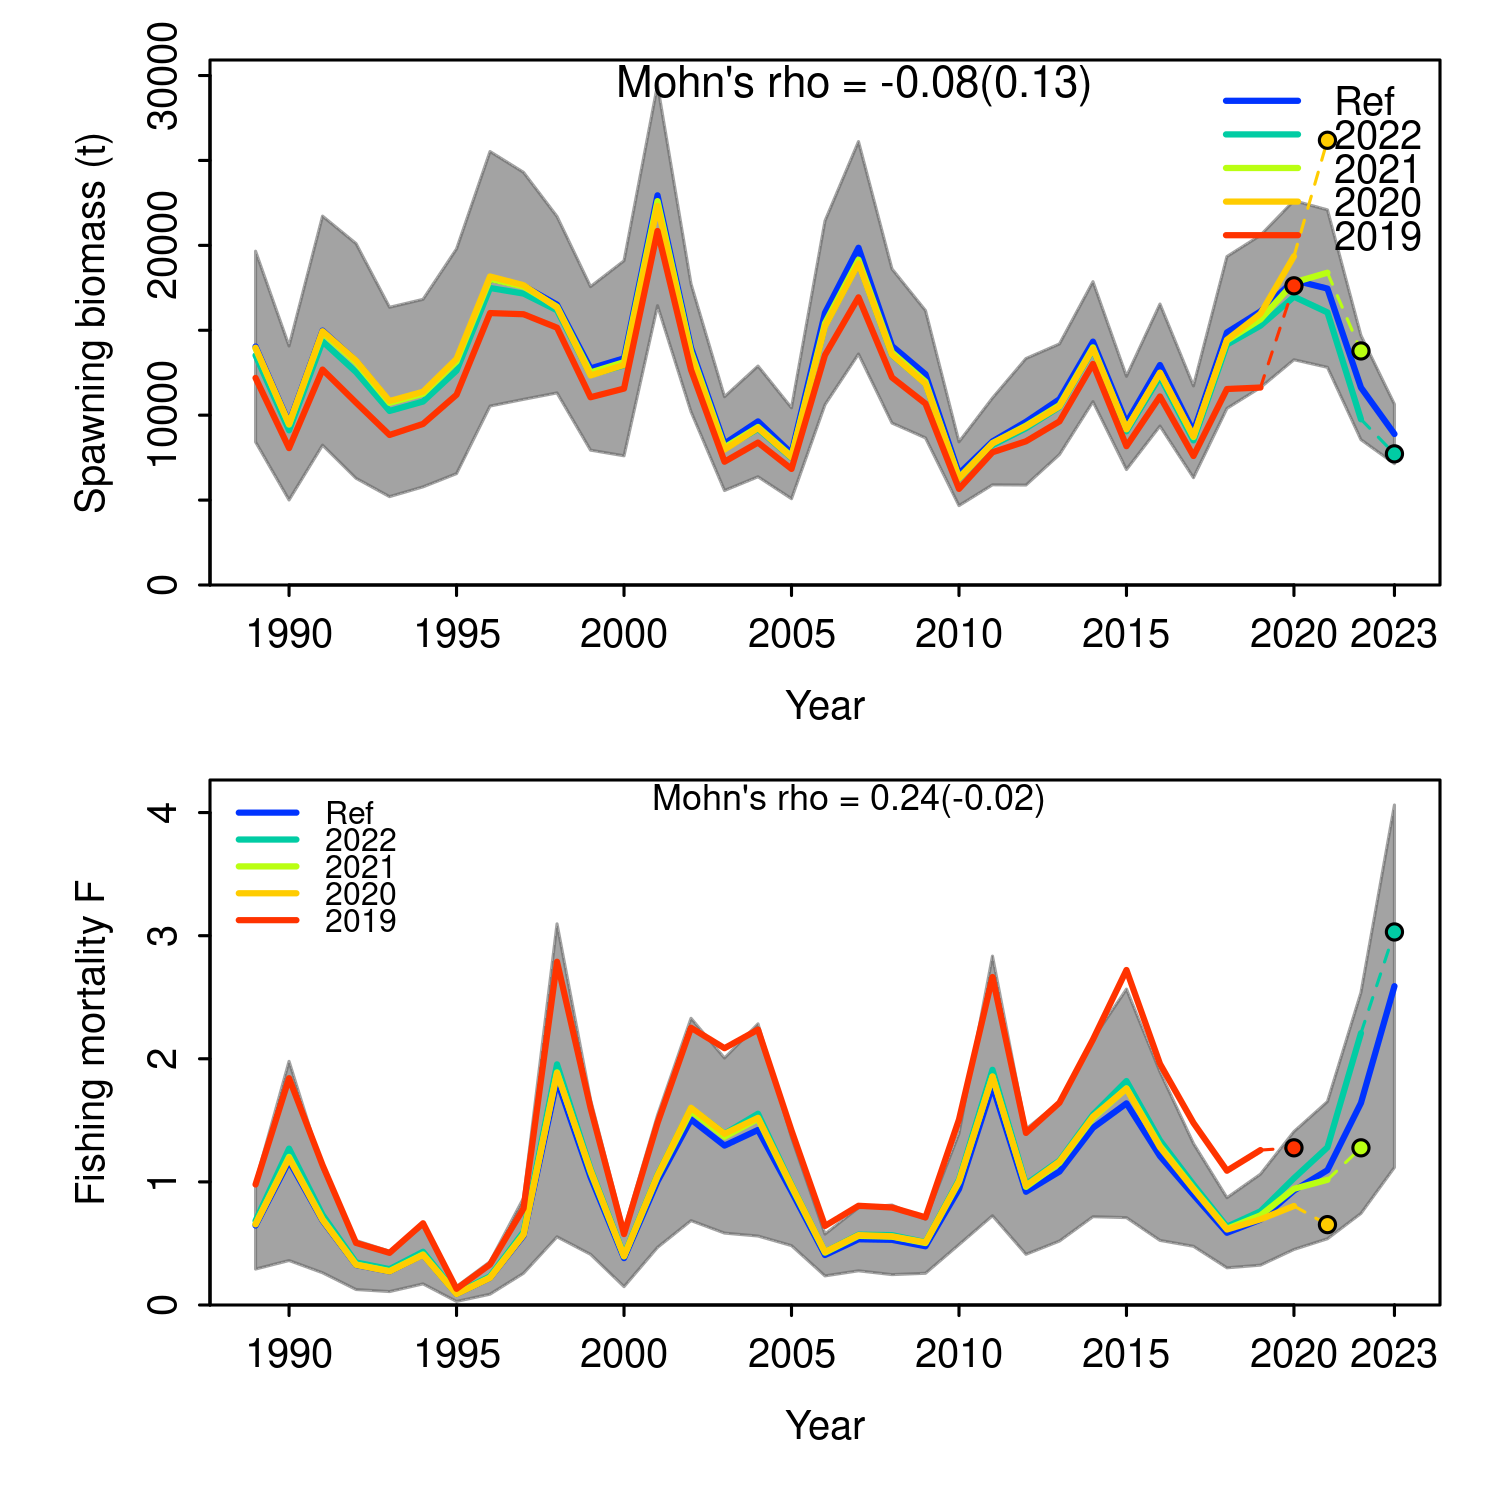 Mohn's rho = -0.08(0.13)
Ref
2022
2021
2020
2019
Spawning biomass (t)
0 10000 20000 30000
1990 1995 2000 2005 2010 2015 2020 2023
Year
Mohn's rho = 0.24(-0.02)
Ref
2022
2021
2020
2019
Fishing mortality F
0 1 2 3 4
1990 1995 2000 2005 2010 2015 2020 2023
Year